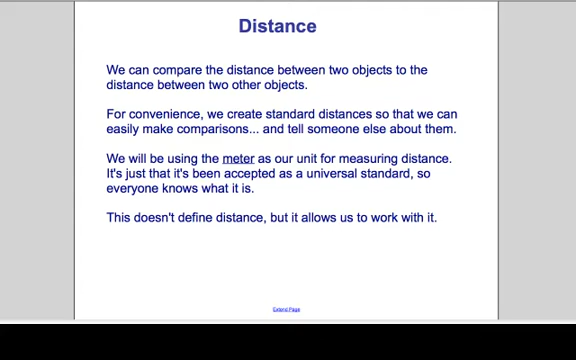 Distance
We can compare the distance between two objects to the
distance between two other objects.
For convenience, we create standard distances so that we can
easily make comparisons... and tell someone else about them.
We will be using the meter as our unit for measuring distance.
It's just that it's been accepted as a universal standard, so
everyone knows what it is.
This doesn't define distance, but it allows us to work with it.
Extend Page